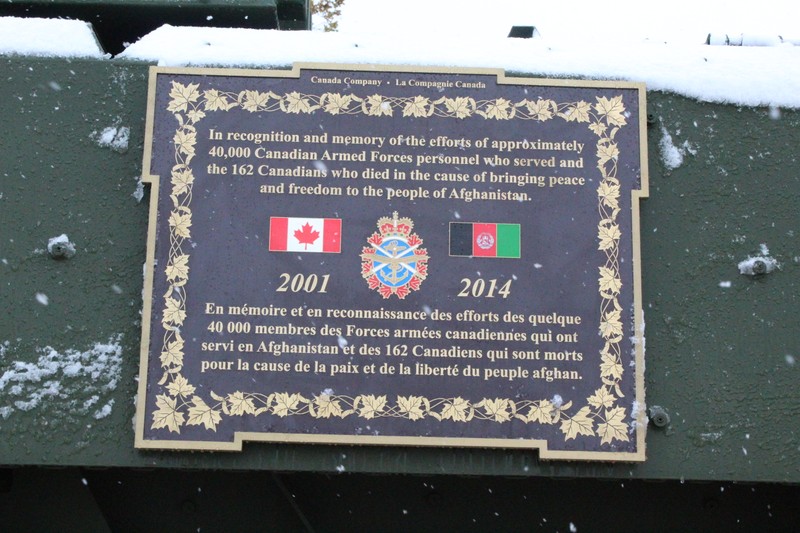 Canada Company • La Compagnie Canada
In recognition and memory of the efforts of approximately
40,000 Canadian Armed Forces personnel who served and
the 162 Canadians who died in the cause of bringing peace
and freedom to the people of Afghanistan.
2001 2014
En mémoire et en reconnaissance des efforts des quelque
40 000 membres des Forces armées canadiennes qui ont
servi en Afghanistan et des 162 Canadiens qui sont morts
pour la cause de la paix et de la liberté du peuple afghan.